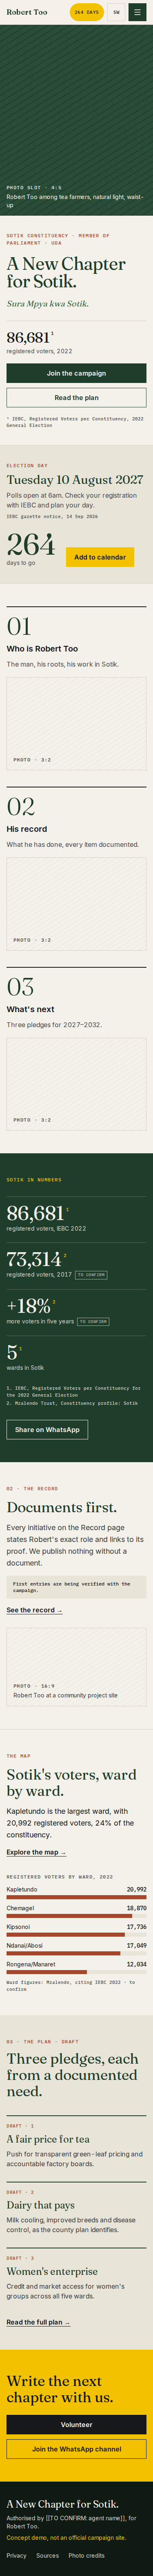 Robert Too
264 DAYS
SW
PHOTO SLOT · 4:5
Robert Too among tea farmers, natural light, waist-
up
SOTIK CONSTITUENCY · MEMBER OF
PARLIAMENT · UDA
A New Chapter
for Sotik.
Sura Mpya kwa Sotik.
86,681 1
registered voters, 2022
Join the campaign
Read the plan
¹ IEBC, Registered Voters per Constituency, 2022
General Election
ELECTION DAY
Tuesday 10 August 2027
Polls open at 6am. Check your registration
with IEBC and plan your day.
IEBC gazette notice, 14 Sep 2026
264
days to go
Add to calendar
01
Who is Robert Too
The man, his roots, his work in Sotik.
PHOTO · 3:2
02
His record
What he has done, every item documented.
PHOTO · 3:2
03
What's next
Three pledges for 2027–2032.
PHOTO · 3:2
SOTIK IN NUMBERS
86,681 1
registered voters, IEBC 2022
73,314 2
registered voters, 2017 TO CONFIRM
+18% 2
more voters in five years TO CONFIRM
5 1
wards in Sotik
1. IEBC, Registered Voters per Constituency for
the 2022 General Election
2. Mzalendo Trust, Constituency profile: Sotik
Share on WhatsApp
02 · THE RECORD
Documents first.
Every initiative on the Record page
states Robert's exact role and links to its
proof. We publish nothing without a
document.
First entries are being verified with the
campaign.
See the record →
PHOTO · 16:9
Robert Too at a community project site
THE MAP
Sotik's voters, ward
by ward.
Kapletundo is the largest ward, with
20,992 registered voters, 24% of the
constituency.
Explore the map →
REGISTERED VOTERS BY WARD, 2022
Kapletundo 20,992
Chemagel 18,870
Kipsonoi 17,736
Ndanai/Abosi 17,049
Rongena/Manaret 12,034
Ward figures: Mzalendo, citing IEBC 2022 · to
confirm
03 · THE PLAN · DRAFT
Three pledges, each
from a documented
need.
DRAFT · 1
A fair price for tea
Push for transparent green-leaf pricing and
accountable factory boards.
DRAFT · 2
Dairy that pays
Milk cooling, improved breeds and disease
control, as the county plan identifies.
DRAFT · 3
Women's enterprise
Credit and market access for women's
groups across all five wards.
Read the full plan →
Write the next
chapter with us.
Volunteer
Join the WhatsApp channel
A New Chapter for Sotik.
Authorised by [[TO CONFIRM: agent name]], for
Robert Too.
Concept demo, not an official campaign site.
Privacy Sources Photo credits